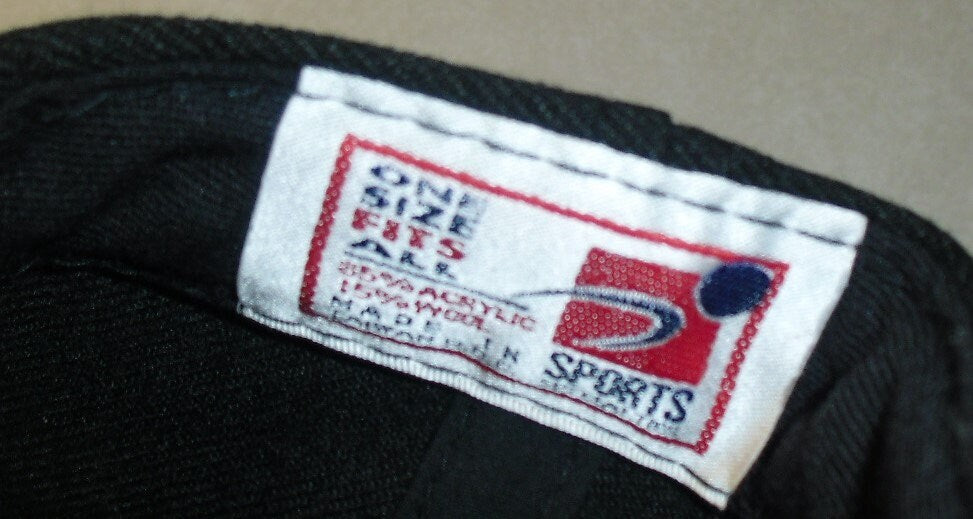 ONE
SIZE
FITS
ALL
85% ACRYLIC
15% WOOL
MADE IN
SPORTS